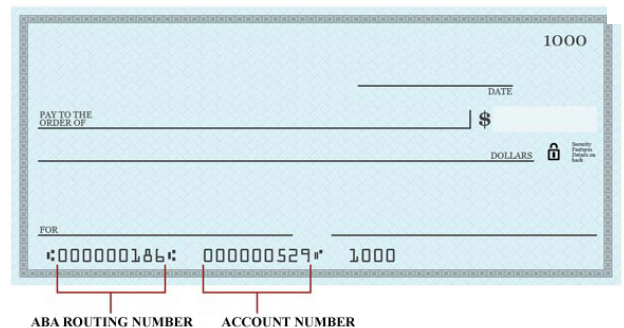 1000
DATE
PAY TO THE
ORDER OF
$
DOLLARS
Security
Features
Details on
back
FOR
⑆000000186⑆ 000000529⑈ 1000
ABA ROUTING NUMBER ACCOUNT NUMBER